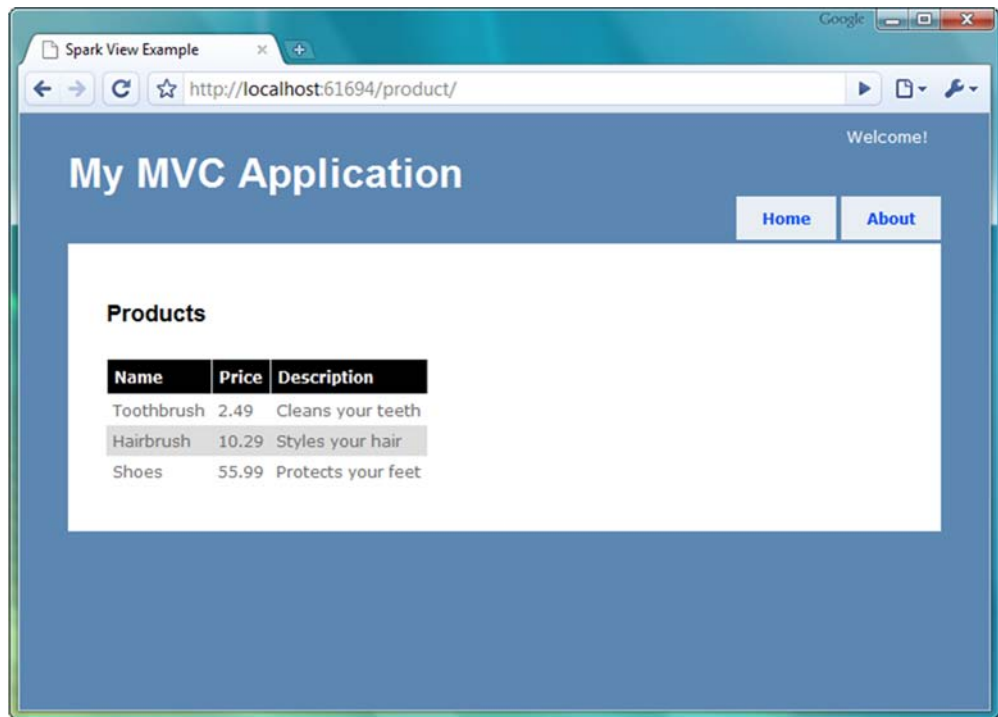 Google
Spark View Example
http://localhost:61694/product/
Welcome!
My MVC Application
Home About
Products
Name Price Description
Toothbrush 2.49 Cleans your teeth
Hairbrush 10.29 Styles your hair
Shoes 55.99 Protects your feet